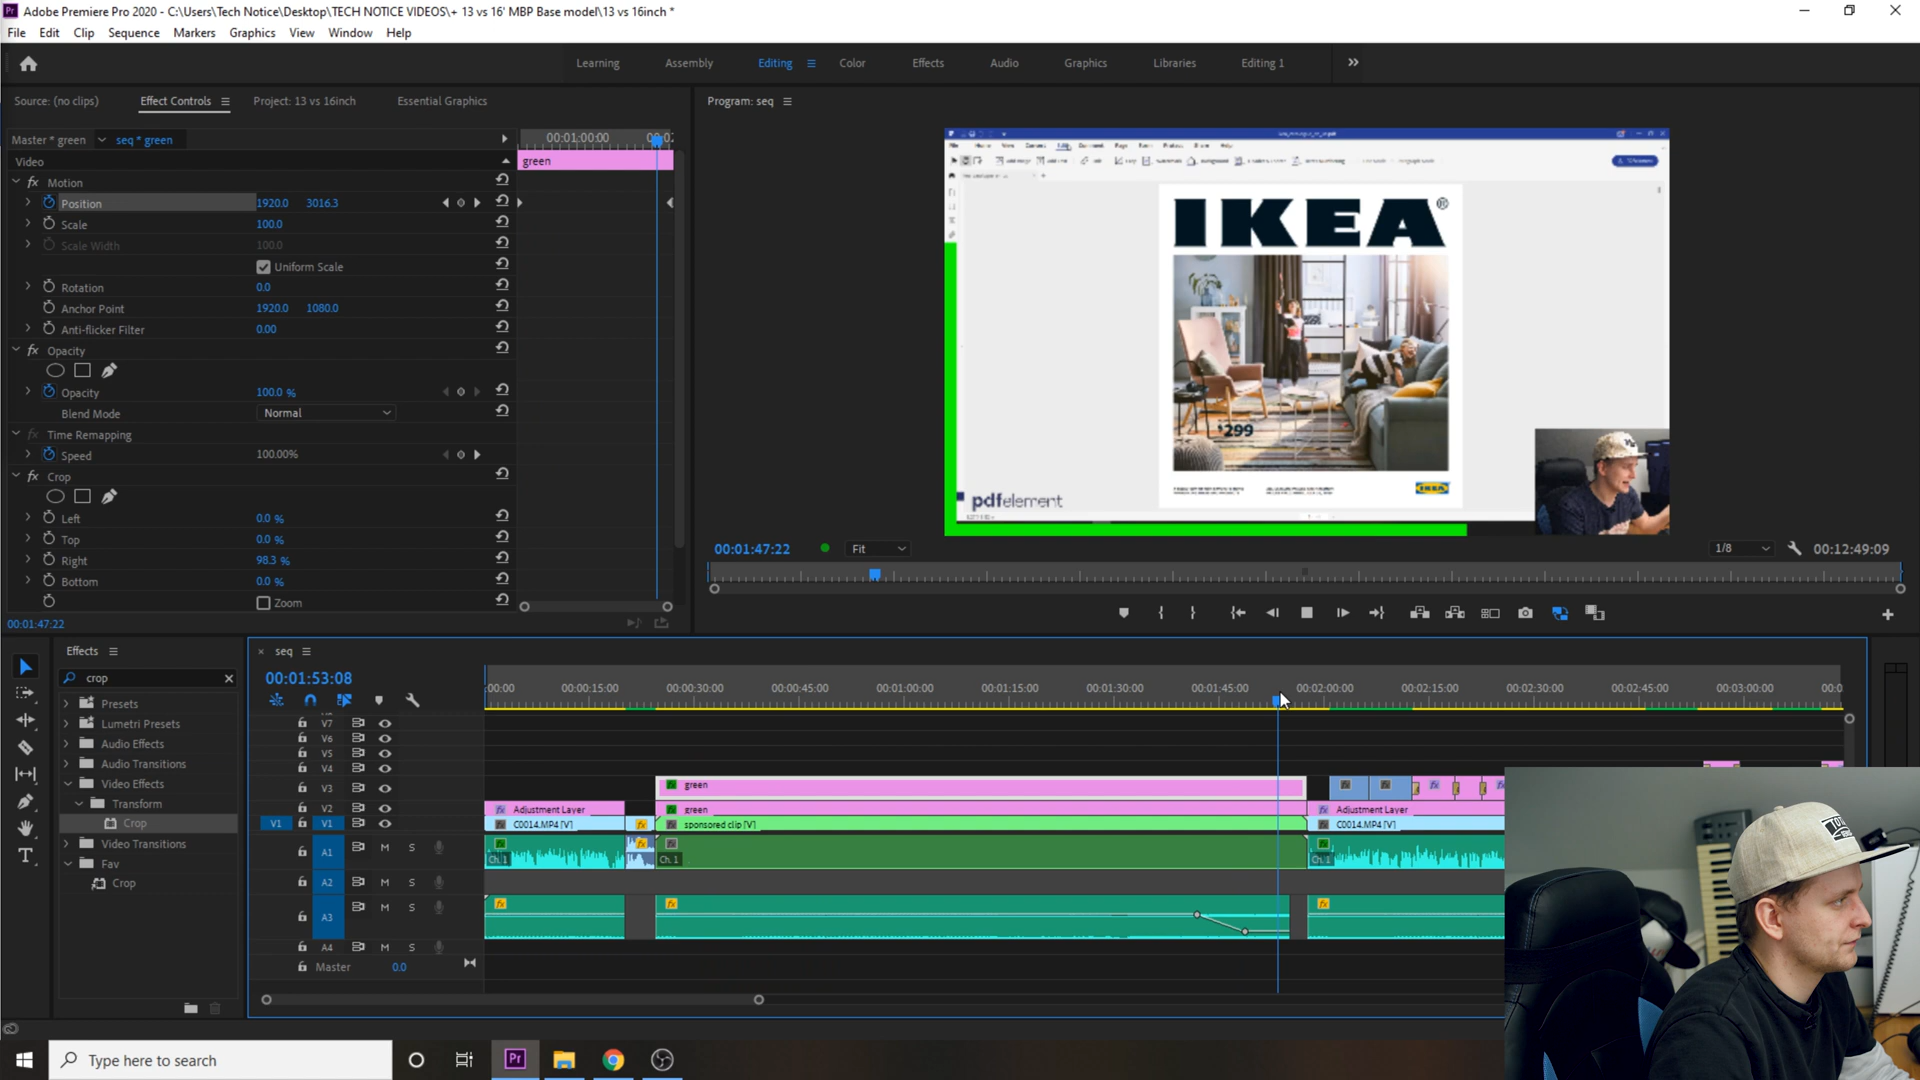 Adobe Premiere Pro 2020 - C:\Users\Tech Notice\Desktop\TECH NOTICE VIDEOS\+ 13 vs 16' MBP Base model\13 vs 16inch *
File Edit Clip Sequence Markers Graphics View Window Help
Learning Assembly Editing Color Effects Audio Graphics Libraries Editing 1
Source: (no clips) Effect Controls Project: 13 vs 16inch Essential Graphics
Program: seq
Master * green seq * green
00:01:00:00
Video
green
Motion
Position 1920.0 3016.3
Scale 100.0
Scale Width 100.0
Uniform Scale
Rotation 0.0
Anchor Point 1920.0 1080.0
Anti-flicker Filter 0.00
Opacity
Opacity 100.0 %
Blend Mode Normal
Time Remapping
Speed 100.00%
Crop
Left 0.0 %
Top 0.0 %
Right 98.3 %
Bottom 0.0 %
Zoom
00:01:47:22
IKEA®
$299
IKEA
pdfelement
00:01:47:22 Fit 1/8 00:12:49:09
Effects
crop
Presets
Lumetri Presets
Audio Effects
Audio Transitions
Video Effects
Transform
Crop
Video Transitions
Fav
Crop
seq
00:01:53:08
:00:00 00:00:15:00 00:00:30:00 00:00:45:00 00:01:00:00 00:01:15:00 00:01:30:00 00:01:45:00 00:02:00:00 00:02:15:00 00:02:30:00 00:02:45:00 00:03:00:00 00:0
V7
V6
V5
V4
V3 green
V2 Adjustment Layer green Adjustment Layer
V1 V1 C0014.MP4 [V] sponsored clip [V] C0014.MP4 [V]
A1 M S Ch. 1 Ch. 1 Ch. 1
A2 M S
A3 M S
A4 M S
Master 0.0
Type here to search
Pr